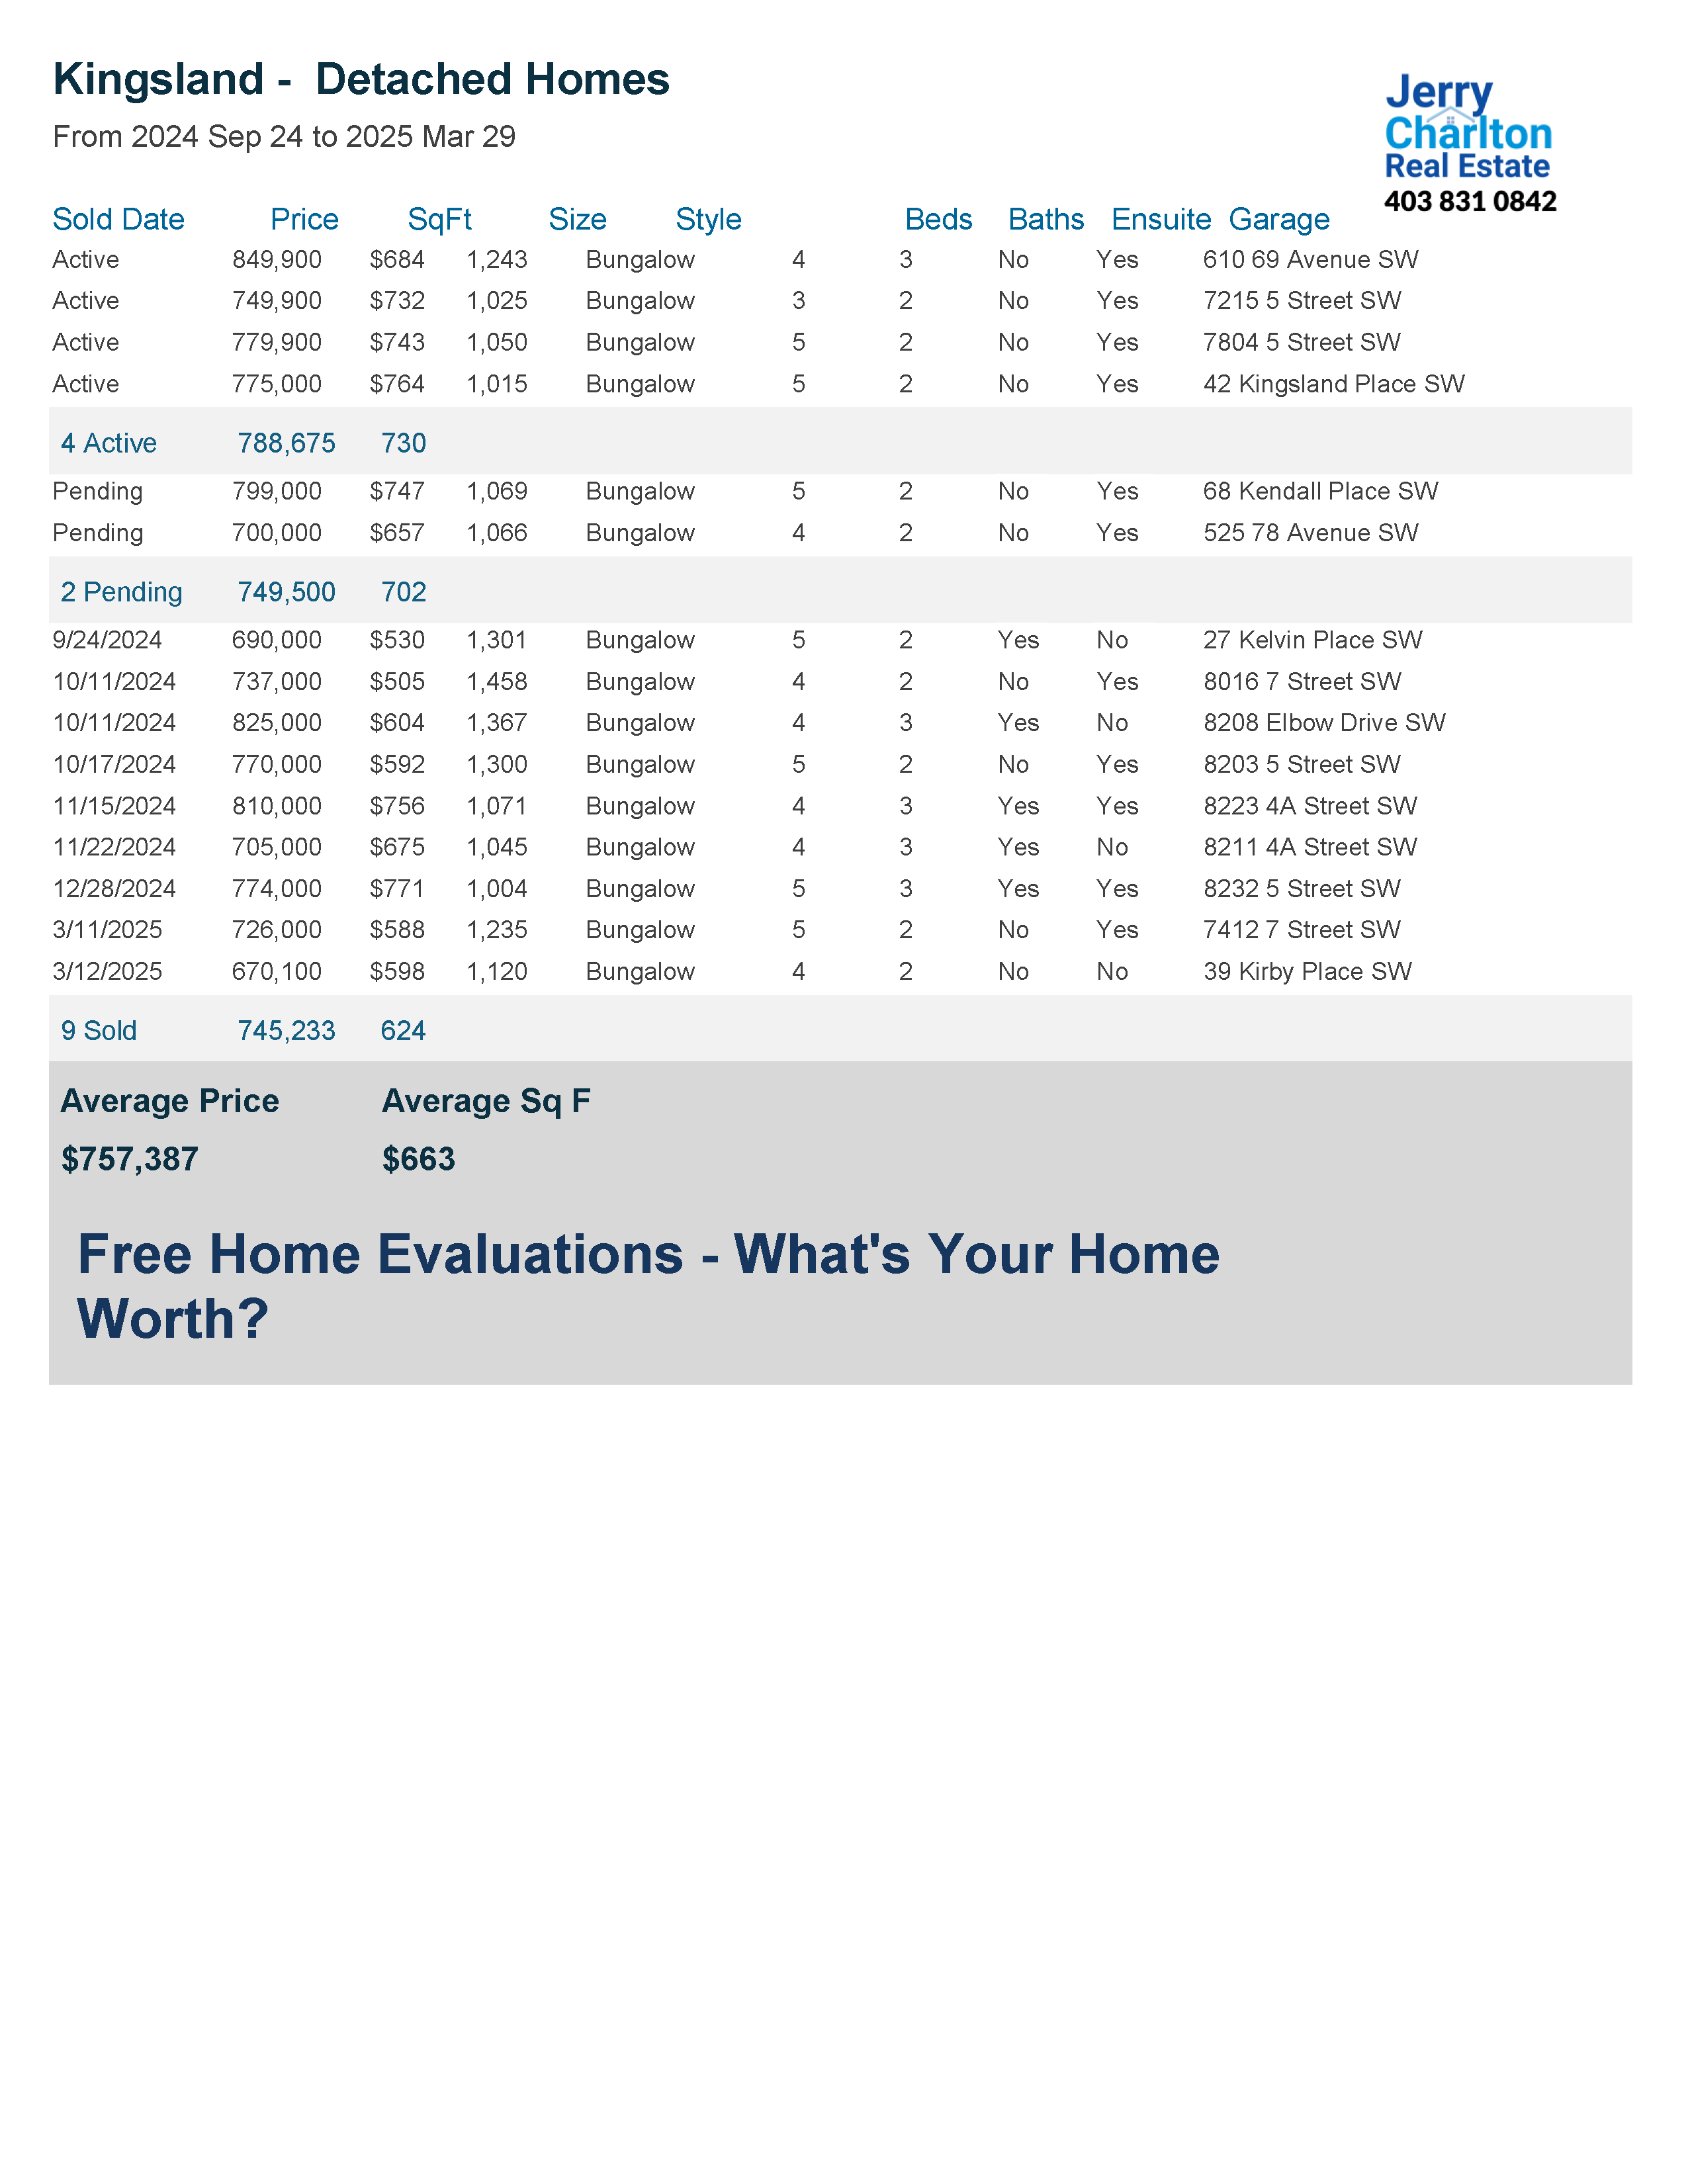 Kingsland - Detached Homes
From 2024 Sep 24 to 2025 Mar 29
Jerry
Charlton
Real Estate
403 831 0842
Sold Date Price SqFt Size Style Beds Baths Ensuite Garage
Active 849,900 $684 1,243 Bungalow 4 3 No Yes 610 69 Avenue SW
Active 749,900 $732 1,025 Bungalow 3 2 No Yes 7215 5 Street SW
Active 779,900 $743 1,050 Bungalow 5 2 No Yes 7804 5 Street SW
Active 775,000 $764 1,015 Bungalow 5 2 No Yes 42 Kingsland Place SW
4 Active 788,675 730
Pending 799,000 $747 1,069 Bungalow 5 2 No Yes 68 Kendall Place SW
Pending 700,000 $657 1,066 Bungalow 4 2 No Yes 525 78 Avenue SW
2 Pending 749,500 702
9/24/2024 690,000 $530 1,301 Bungalow 5 2 Yes No 27 Kelvin Place SW
10/11/2024 737,000 $505 1,458 Bungalow 4 2 No Yes 8016 7 Street SW
10/11/2024 825,000 $604 1,367 Bungalow 4 3 Yes No 8208 Elbow Drive SW
10/17/2024 770,000 $592 1,300 Bungalow 5 2 No Yes 8203 5 Street SW
11/15/2024 810,000 $756 1,071 Bungalow 4 3 Yes Yes 8223 4A Street SW
11/22/2024 705,000 $675 1,045 Bungalow 4 3 Yes No 8211 4A Street SW
12/28/2024 774,000 $771 1,004 Bungalow 5 3 Yes Yes 8232 5 Street SW
3/11/2025 726,000 $588 1,235 Bungalow 5 2 No Yes 7412 7 Street SW
3/12/2025 670,100 $598 1,120 Bungalow 4 2 No No 39 Kirby Place SW
9 Sold 745,233 624
Average Price Average Sq F
$757,387 $663
Free Home Evaluations - What's Your Home
Worth?